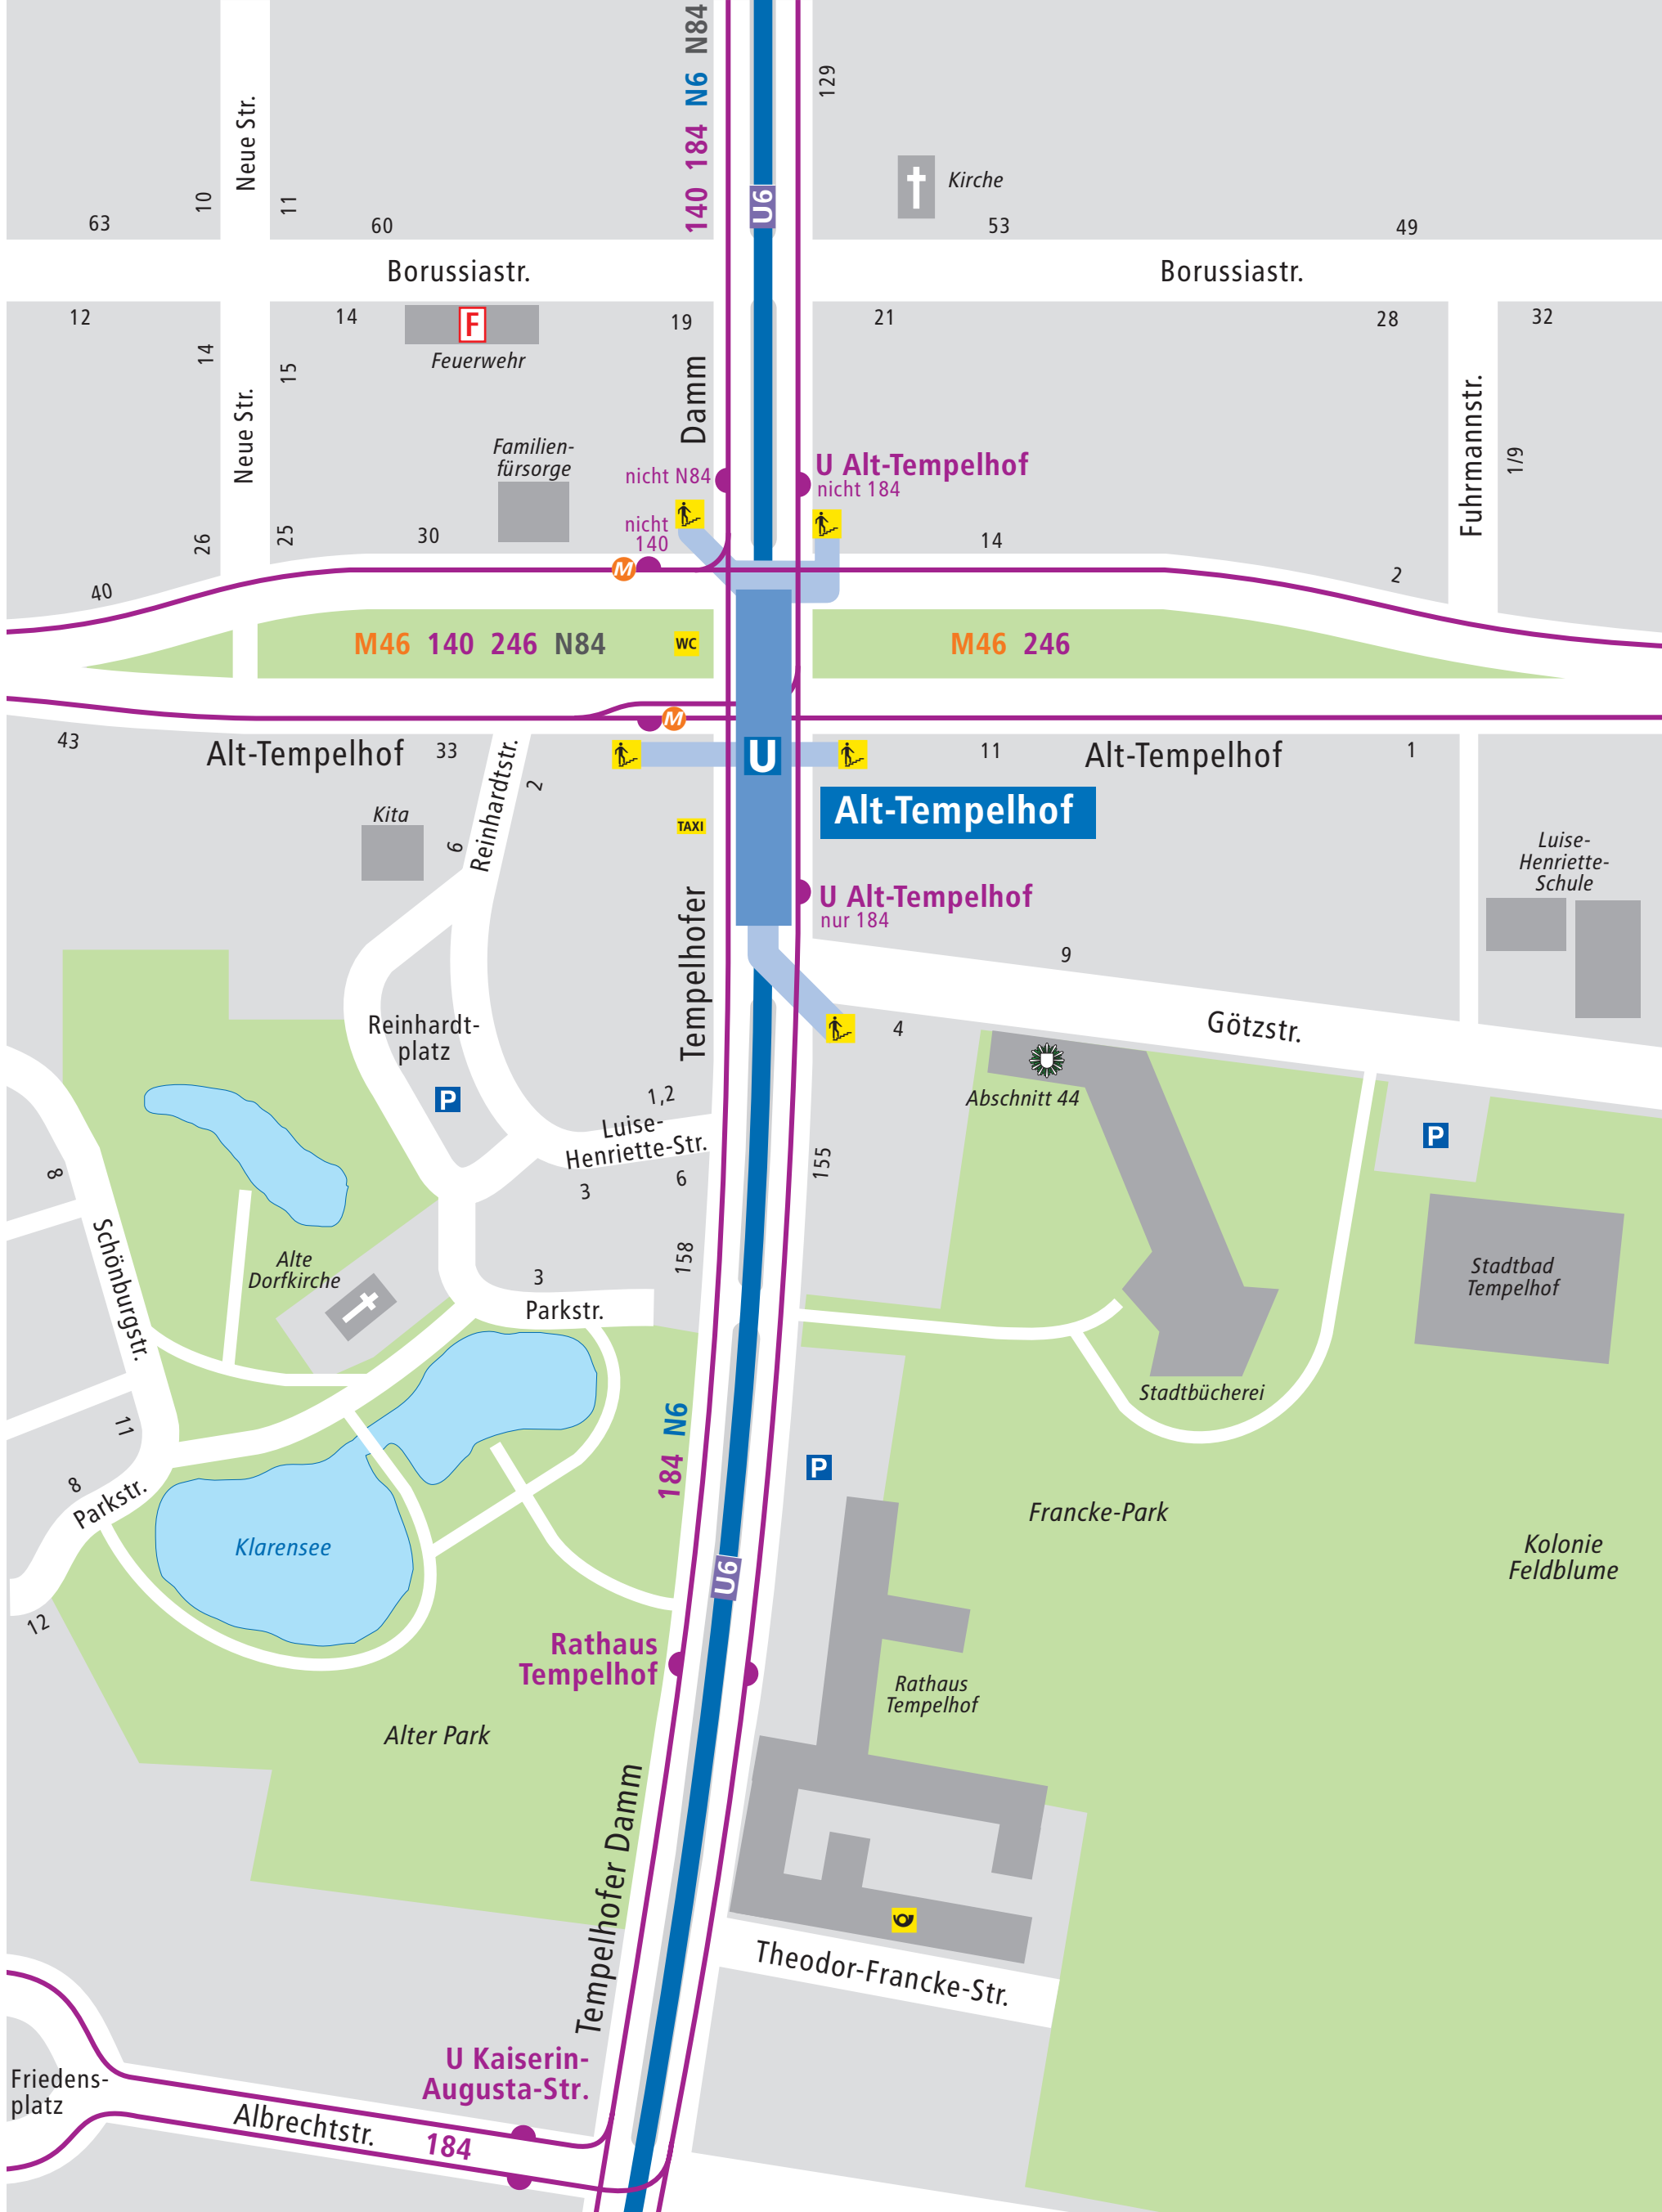 140 184 N6 N84
129
Neue Str.
10
11
U6
Kirche
63
60
53
49
Borussiastr.
Borussiastr.
12
14
F
19
21
28
32
14
15
Feuerwehr
Neue Str.
Damm
Fuhrmannstr.
1/9
Familien-
fürsorge
U Alt-Tempelhof
nicht 184
nicht N84
nicht
140
26
25
30
14
M
2
40
M46 140 246 N84
WC
M46 246
M
43
Alt-Tempelhof
33
U
11
Alt-Tempelhof
1
Reinhardtstr.
2
6
Kita
Alt-Tempelhof
TAXI
Luise-
Henriette-
Schule
Tempelhofer
U Alt-Tempelhof
nur 184
9
Götzstr.
4
Reinhardt-
platz
P
Abschnitt 44
1,2
Luise-
Henriette-Str.
3
6
155
P
8
Schönburgstr.
158
Alte
Dorfkirche
3
Parkstr.
Stadtbad
Tempelhof
Stadtbücherei
184 N6
11
8
Parkstr.
P
Klarensee
Francke-Park
Kolonie
Feldblume
U6
12
Rathaus
Tempelhof
Rathaus
Tempelhof
Alter Park
Tempelhofer Damm
Theodor-Francke-Str.
U Kaiserin-
Augusta-Str.
Friedens-
platz
Albrechtstr.
184